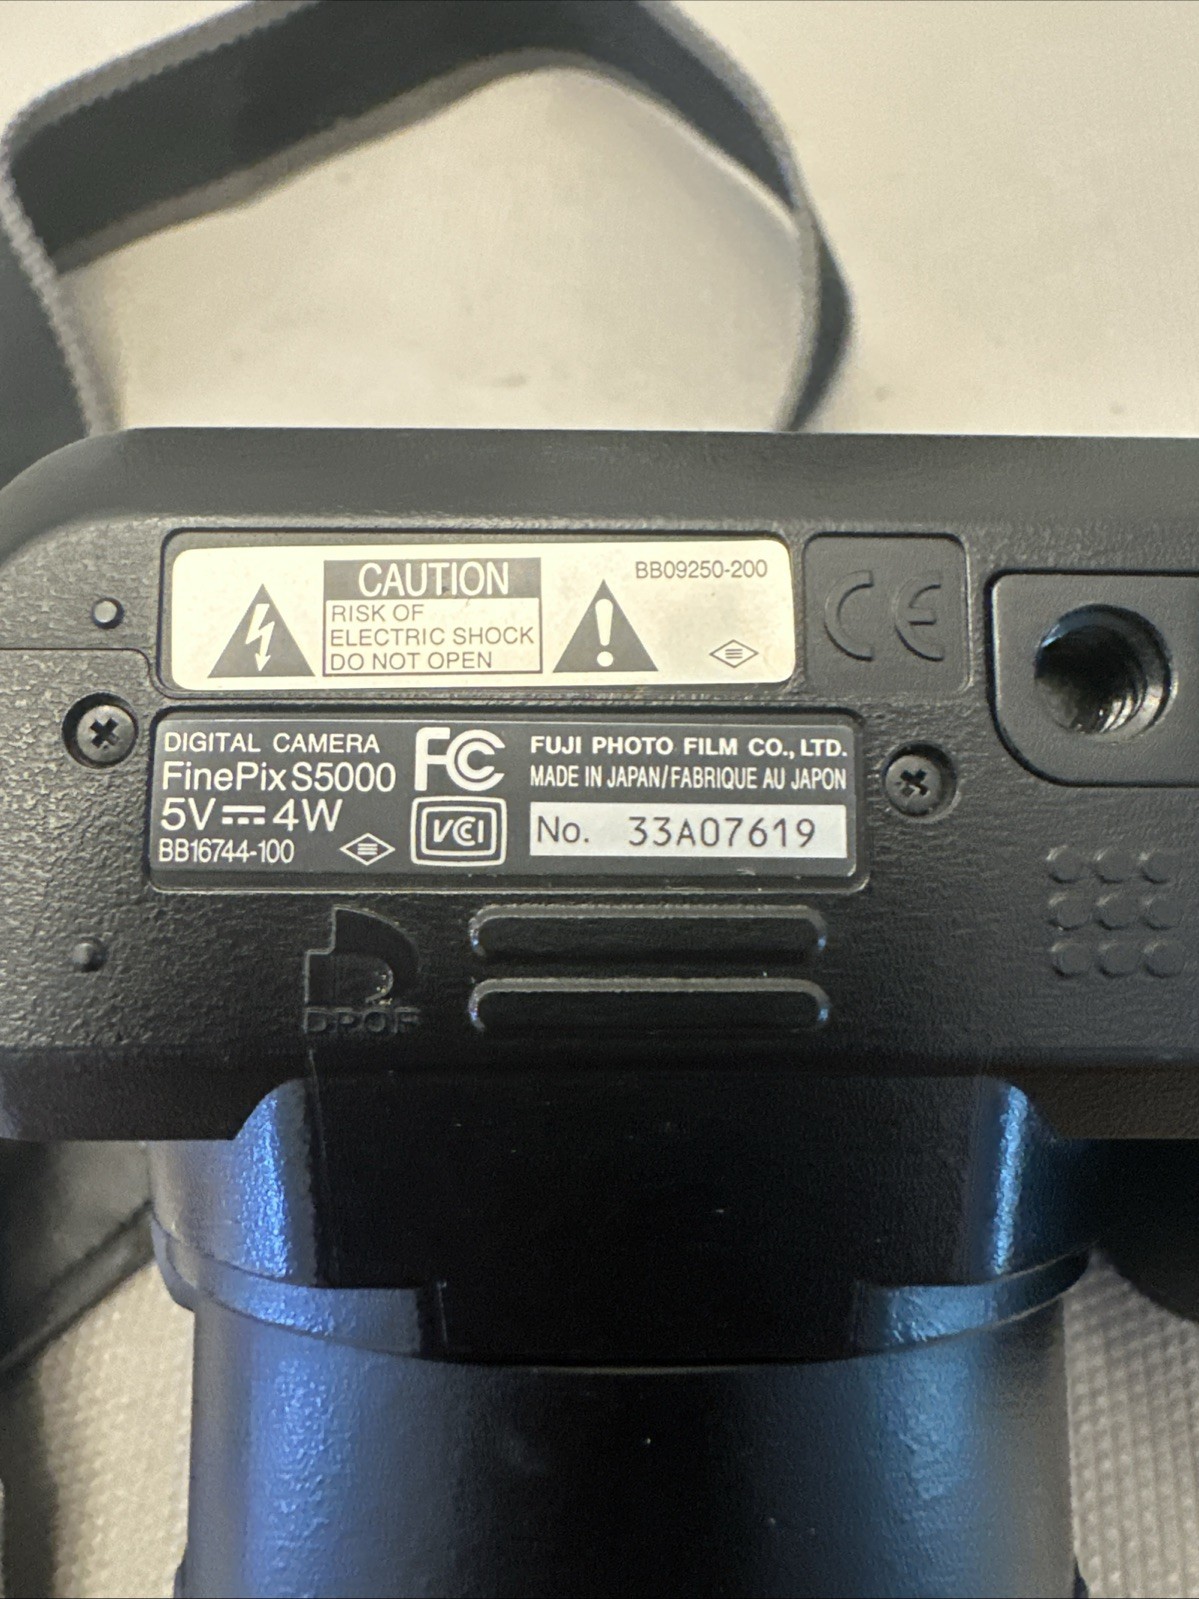 CAUTION
RISK OF
ELECTRIC SHOCK
DO NOT OPEN
BB09250-200
CE
DIGITAL CAMERA
FinePix S5000
5V⎓4W
BB16744-100
FC
VCCI
FUJI PHOTO FILM CO., LTD.
MADE IN JAPAN/FABRIQUE AU JAPON
No. 33A07619
DPOF